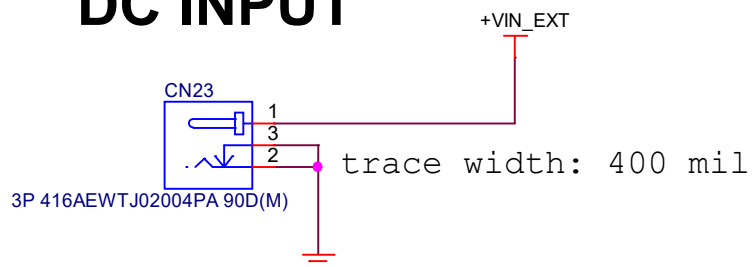 DC INPUT
+VIN_EXT
CN23
1
3
2
trace width: 400 mil
3P 416AEWTJ02004PA 90D(M)